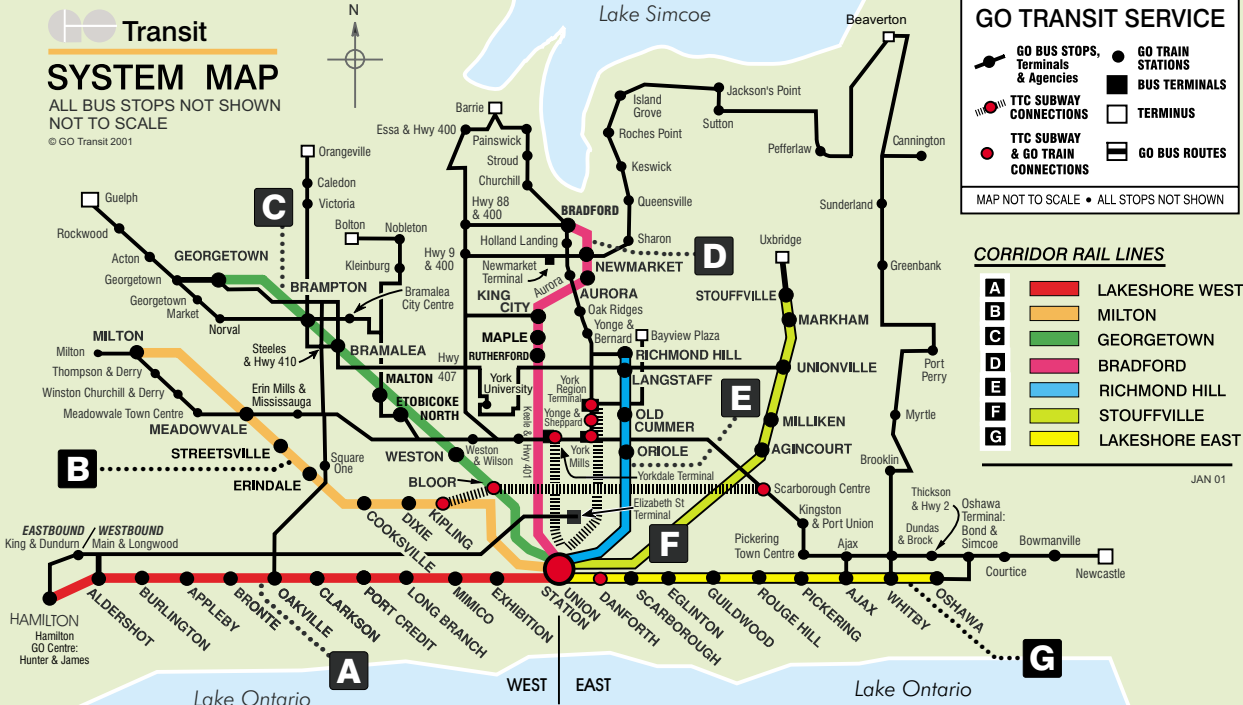 GO Transit
SYSTEM MAP
ALL BUS STOPS NOT SHOWN
NOT TO SCALE
© GO Transit 2001
N
Lake Simcoe
Beaverton
GO TRANSIT SERVICE
GO BUS STOPS,
Terminals
& Agencies
GO TRAIN
STATIONS
BUS TERMINALS
TTC SUBWAY
CONNECTIONS
TERMINUS
TTC SUBWAY
& GO TRAIN
CONNECTIONS
GO BUS ROUTES
MAP NOT TO SCALE • ALL STOPS NOT SHOWN
CORRIDOR RAIL LINES
A LAKESHORE WEST
B MILTON
C GEORGETOWN
D BRADFORD
E RICHMOND HILL
F STOUFFVILLE
G LAKESHORE EAST
JAN 01
Barrie
Essa & Hwy 400
Painswick
Stroud
Churchill
Hwy 88
& 400
BRADFORD
Holland Landing
Hwy 9
& 400
Newmarket
Terminal
NEWMARKET
Aurora
AURORA
KING
CITY
Oak Ridges
Yonge &
Bernard
Bayview Plaza
MAPLE
RUTHERFORD
Hwy
407
York
University
York
Region
Terminal
Yonge &
Sheppard
Keele & Hwy 401
York
Mills
Yorkdale Terminal
Elizabeth St
Terminal
Island
Grove
Roches Point
Keswick
Queensville
Sharon
Jackson's Point
Sutton
Pefferlaw
Cannington
Sunderland
Greenbank
Port
Perry
Myrtle
Brooklin
Uxbridge
STOUFFVILLE
MARKHAM
UNIONVILLE
MILLIKEN
AGINCOURT
RICHMOND HILL
LANGSTAFF
OLD
CUMMER
ORIOLE
Scarborough Centre
Kingston
& Port Union
Pickering
Town Centre
Ajax
Dundas
& Brock
Thickson
& Hwy 2
Oshawa
Terminal:
Bond &
Simcoe
Bowmanville
Courtice
Newcastle
Orangeville
Caledon
Victoria
Bolton
Nobleton
Kleinburg
Bramalea
City Centre
Guelph
Rockwood
Acton
Georgetown
Georgetown
Market
Norval
GEORGETOWN
BRAMPTON
Steeles
& Hwy 410
BRAMALEA
MALTON
ETOBICOKE
NORTH
WESTON
Weston
& Wilson
BLOOR
MILTON
Milton
Thompson & Derry
Winston Churchill & Derry
Meadowvale Town Centre
Erin Mills &
Mississauga
MEADOWVALE
STREETSVILLE
ERINDALE
Square
One
COOKSVILLE
DIXIE
KIPLING
C
D
E
B
F
A
G
EASTBOUND / WESTBOUND
King & Dundurn / Main & Longwood
HAMILTON
Hamilton
GO Centre:
Hunter & James
ALDERSHOT
BURLINGTON
APPLEBY
BRONTE
OAKVILLE
CLARKSON
PORT CREDIT
LONG BRANCH
MIMICO
EXHIBITION
UNION
STATION
DANFORTH
SCARBOROUGH
EGLINTON
GUILDWOOD
ROUGE HILL
PICKERING
AJAX
WHITBY
OSHAWA
WEST
EAST
Lake Ontario
Lake Ontario